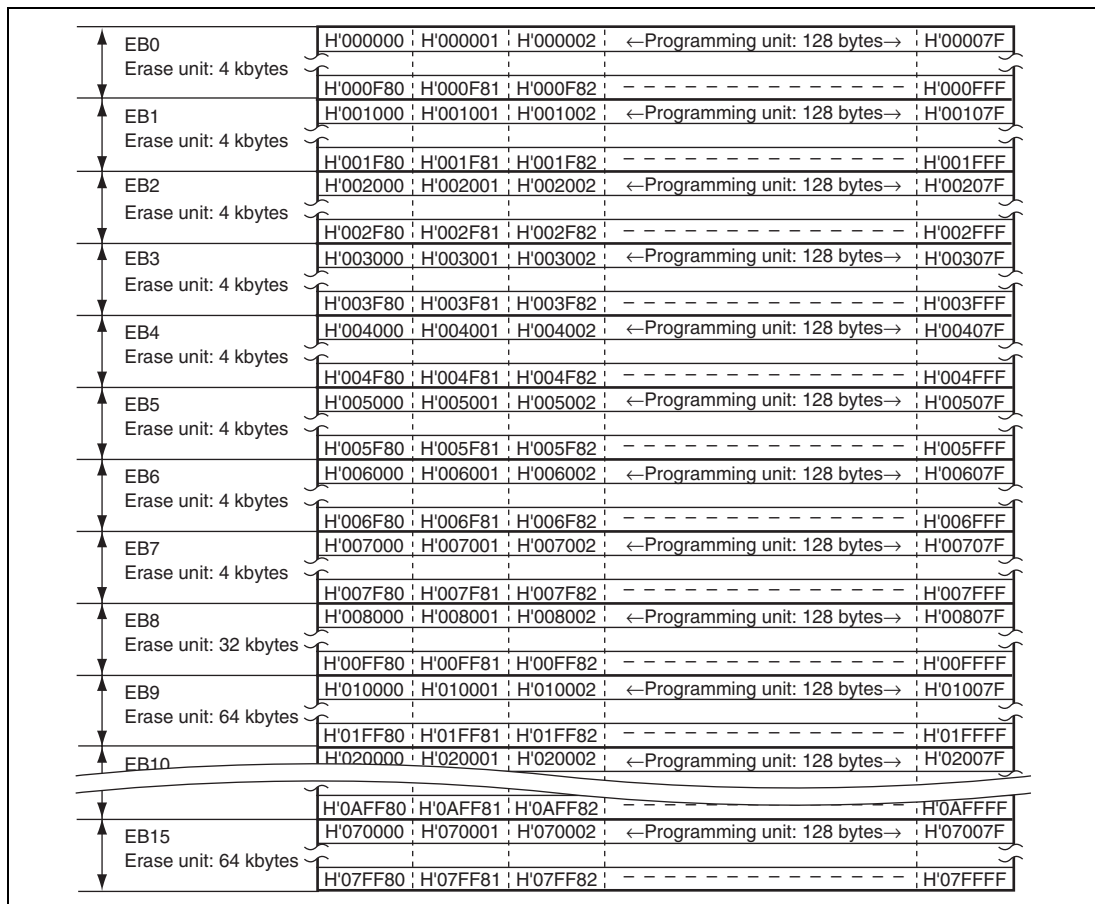 EB0
Erase unit: 4 kbytes
H'000000 H'000001 H'000002 ←Programming unit: 128 bytes→ H'00007F
H'000F80 H'000F81 H'000F82 – – – – – – – – – – – – – – H'000FFF
EB1
Erase unit: 4 kbytes
H'001000 H'001001 H'001002 ←Programming unit: 128 bytes→ H'00107F
H'001F80 H'001F81 H'001F82 – – – – – – – – – – – – – – H'001FFF
EB2
Erase unit: 4 kbytes
H'002000 H'002001 H'002002 ←Programming unit: 128 bytes→ H'00207F
H'002F80 H'002F81 H'002F82 – – – – – – – – – – – – – – H'002FFF
EB3
Erase unit: 4 kbytes
H'003000 H'003001 H'003002 ←Programming unit: 128 bytes→ H'00307F
H'003F80 H'003F81 H'003F82 – – – – – – – – – – – – – – H'003FFF
EB4
Erase unit: 4 kbytes
H'004000 H'004001 H'004002 ←Programming unit: 128 bytes→ H'00407F
H'004F80 H'004F81 H'004F82 – – – – – – – – – – – – – – H'004FFF
EB5
Erase unit: 4 kbytes
H'005000 H'005001 H'005002 ←Programming unit: 128 bytes→ H'00507F
H'005F80 H'005F81 H'005F82 – – – – – – – – – – – – – – H'005FFF
EB6
Erase unit: 4 kbytes
H'006000 H'006001 H'006002 ←Programming unit: 128 bytes→ H'00607F
H'006F80 H'006F81 H'006F82 – – – – – – – – – – – – – – H'006FFF
EB7
Erase unit: 4 kbytes
H'007000 H'007001 H'007002 ←Programming unit: 128 bytes→ H'00707F
H'007F80 H'007F81 H'007F82 – – – – – – – – – – – – – – H'007FFF
EB8
Erase unit: 32 kbytes
H'008000 H'008001 H'008002 ←Programming unit: 128 bytes→ H'00807F
H'00FF80 H'00FF81 H'00FF82 – – – – – – – – – – – – – – H'00FFFF
EB9
Erase unit: 64 kbytes
H'010000 H'010001 H'010002 ←Programming unit: 128 bytes→ H'01007F
H'01FF80 H'01FF81 H'01FF82 – – – – – – – – – – – – – – H'01FFFF
EB10
H'020000 H'020001 H'020002 ←Programming unit: 128 bytes→ H'02007F
H'0AFF80 H'0AFF81 H'0AFF82 – – – – – – – – – – – – – – H'0AFFFF
EB15
Erase unit: 64 kbytes
H'070000 H'070001 H'070002 ←Programming unit: 128 bytes→ H'07007F
H'07FF80 H'07FF81 H'07FF82 – – – – – – – – – – – – – – H'07FFFF